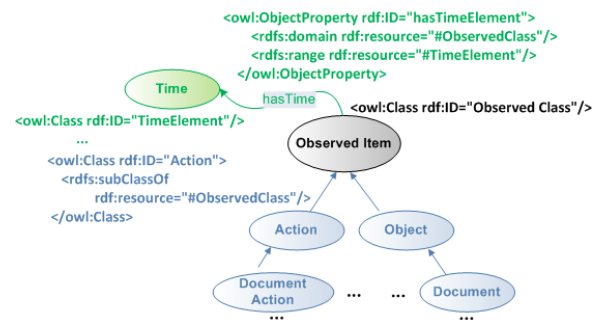 <owl:ObjectProperty rdf:ID="hasTimeElement">
<rdfs:domain rdf:resource="#ObservedClass"/>
<rdfs:range rdf:resource="#TimeElement"/>
</owl:ObjectProperty>
Time
hasTime
<owl:Class rdf:ID="Observed Class"/>
<owl:Class rdf:ID="TimeElement"/>
...
Observed Item
<owl:Class rdf:ID="Action">
<rdfs:subClassOf
rdf:resource="#ObservedClass"/>
</owl:Class>
Action
Object
Document
Action
... ...
Document
...
...